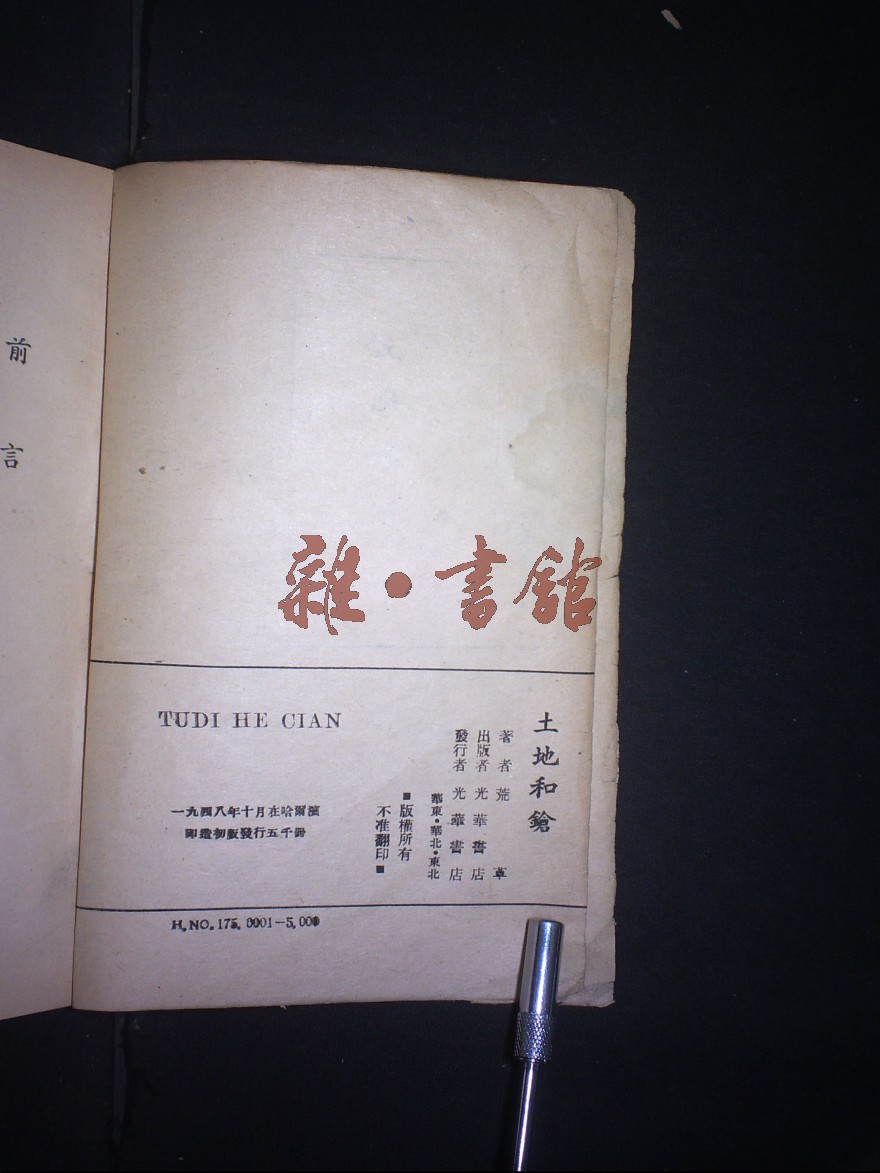 土地和鎗
著者 荒草
出版者 光華書店
發行者 光華書店
華東·華北·東北
■版權所有
不准翻印■
TUDI HE CIAN
一九四八年十月在哈爾濱
印造初版發行五千冊
H. NO. 175. 0001-5,000
前言
雜·書館